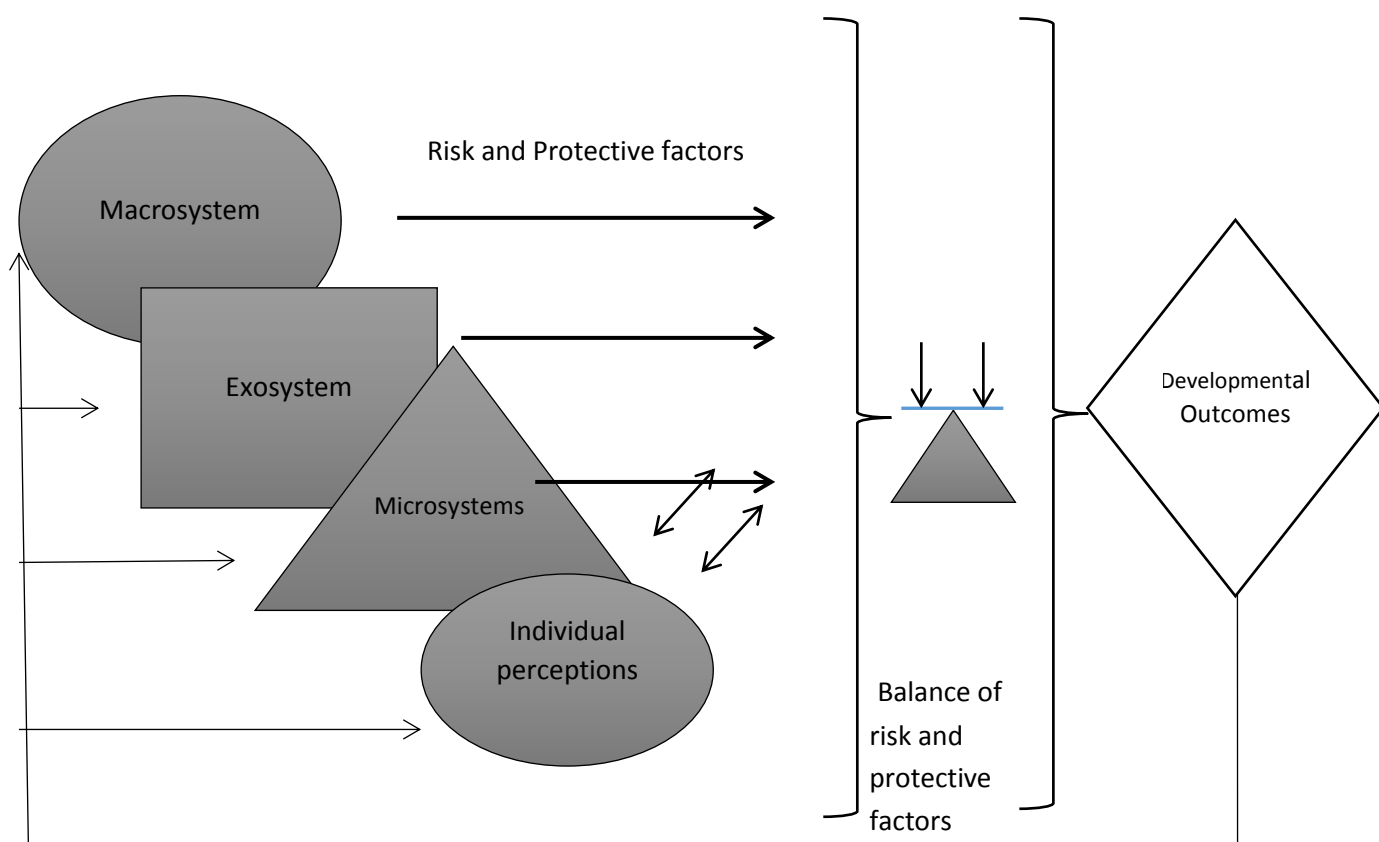 Risk and Protective factors
Macrosystem
Exosystem
Microsystems
Individual
perceptions
Balance of
risk and
protective
factors
Developmental
Outcomes